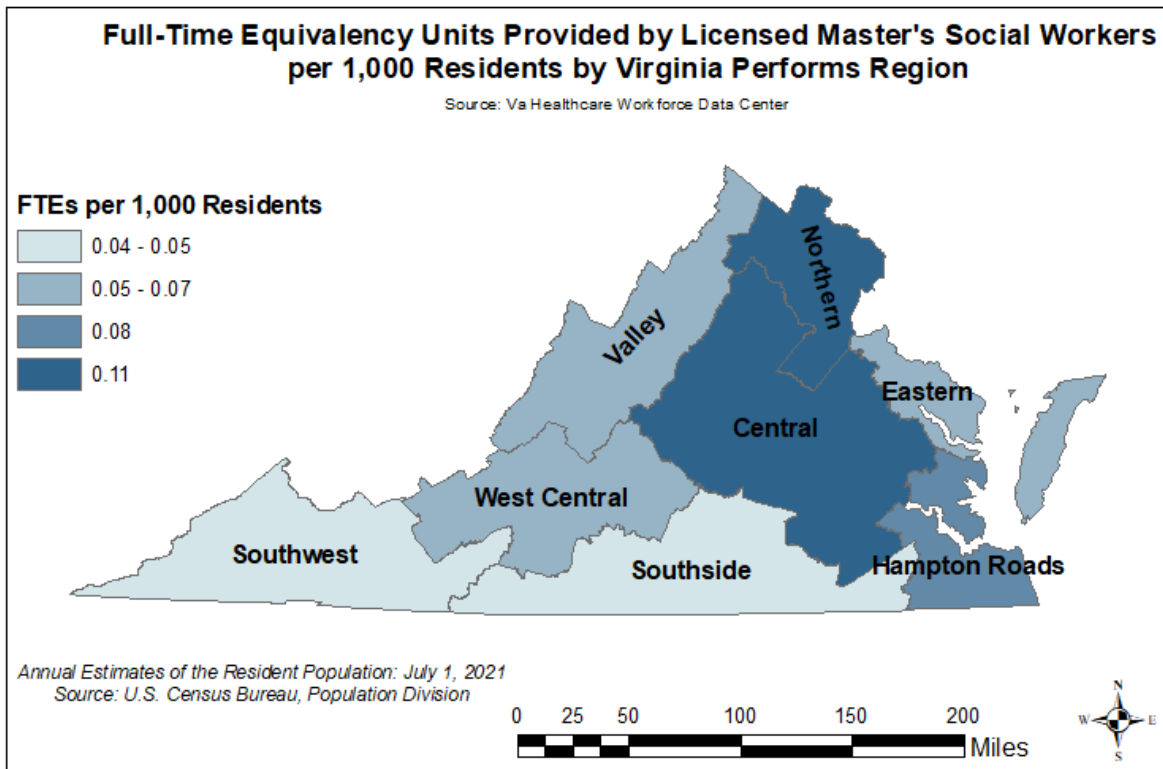 Full-Time Equivalency Units Provided by Licensed Master's Social Workers
per 1,000 Residents by Virginia Performs Region
Source: Va Healthcare Workforce Data Center
FTEs per 1,000 Residents
0.04 - 0.05
0.05 - 0.07
0.08
0.11
Northern
Valley
Eastern
Central
West Central
Southwest
Southside
Hampton Roads
Annual Estimates of the Resident Population: July 1, 2021
Source: U.S. Census Bureau, Population Division
0 25 50 100 150 200
Miles
N
W E
S